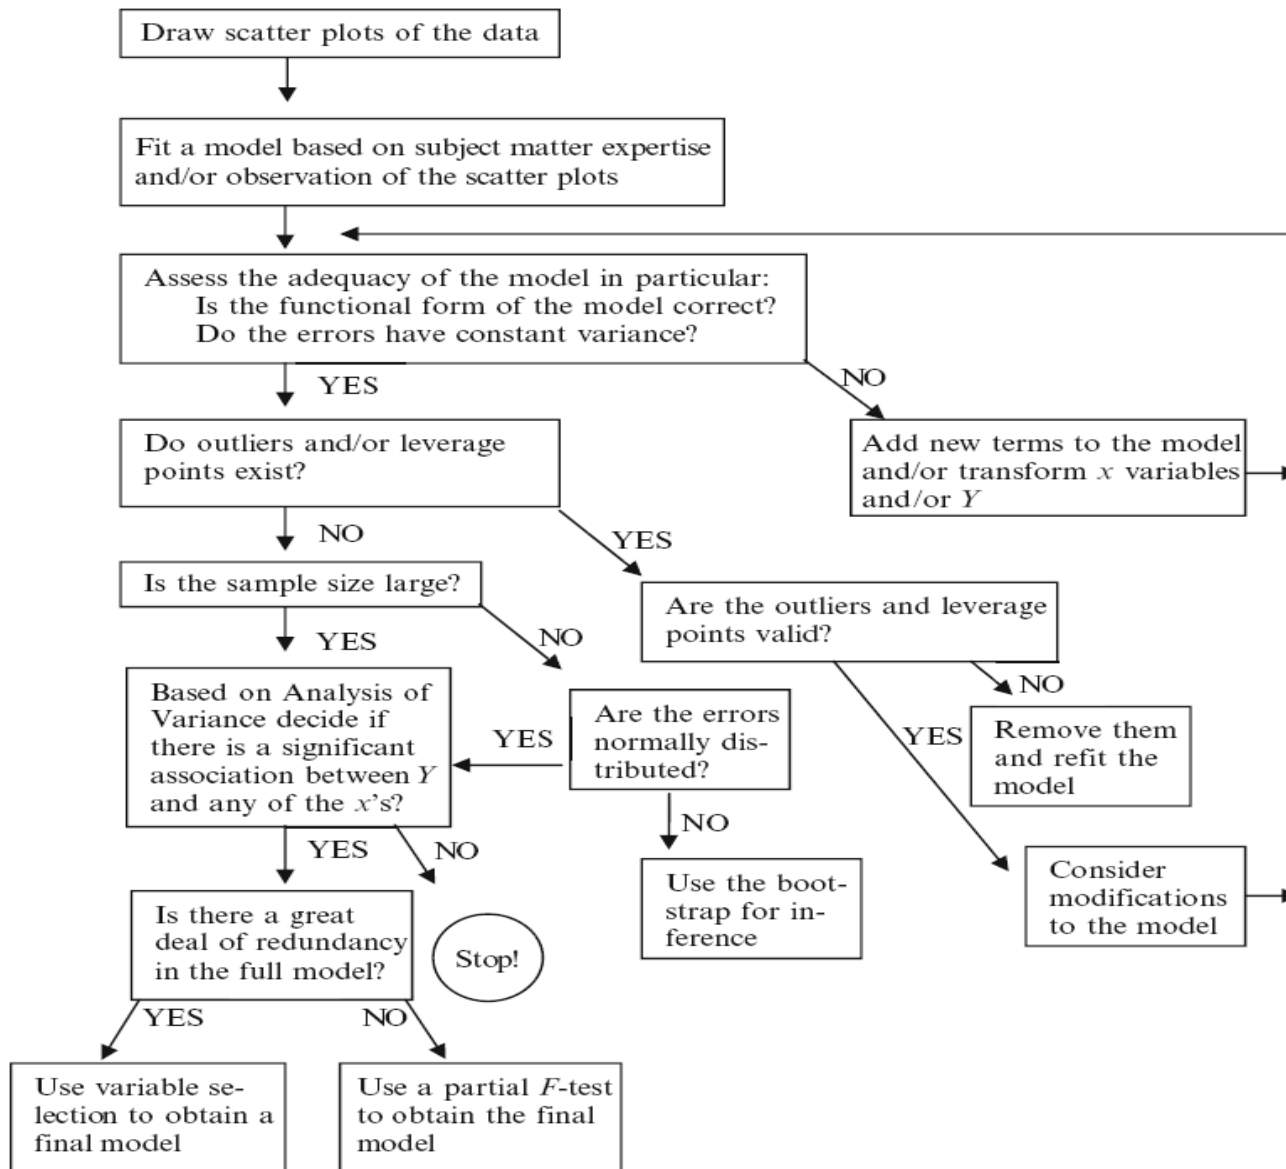 Draw scatter plots of the data
Fit a model based on subject matter expertise
and/or observation of the scatter plots
Assess the adequacy of the model in particular:
Is the functional form of the model correct?
Do the errors have constant variance?
YES
NO
Do outliers and/or leverage
points exist?
Add new terms to the model
and/or transform x variables
and/or Y
NO
YES
Is the sample size large?
Are the outliers and leverage
points valid?
YES
NO
NO
YES
Based on Analysis of
Variance decide if
there is a significant
association between Y
and any of the x's?
YES
Are the errors
normally dis-
tributed?
Remove them
and refit the
model
NO
YES
NO
Is there a great
deal of redundancy
in the full model?
Stop!
Use the boot-
strap for in-
ference
Consider
modifications
to the model
YES
NO
Use variable se-
lection to obtain a
final model
Use a partial F-test
to obtain the final
model